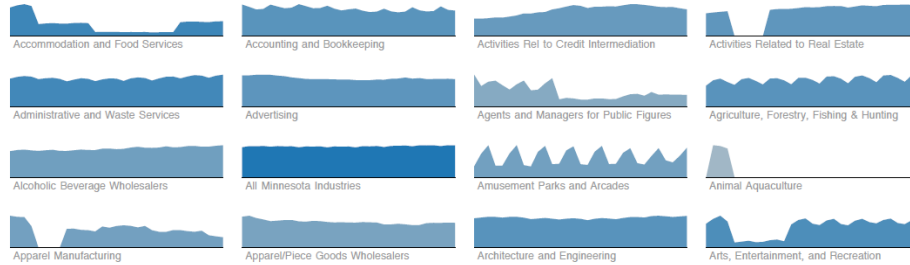 Accommodation and Food Services
Accounting and Bookkeeping
Activities Rel to Credit Intermediation
Activities Related to Real Estate
Administrative and Waste Services
Advertising
Agents and Managers for Public Figures
Agriculture, Forestry, Fishing & Hunting
Alcoholic Beverage Wholesalers
All Minnesota Industries
Amusement Parks and Arcades
Animal Aquaculture
Apparel Manufacturing
Apparel/Piece Goods Wholesalers
Architecture and Engineering
Arts, Entertainment, and Recreation